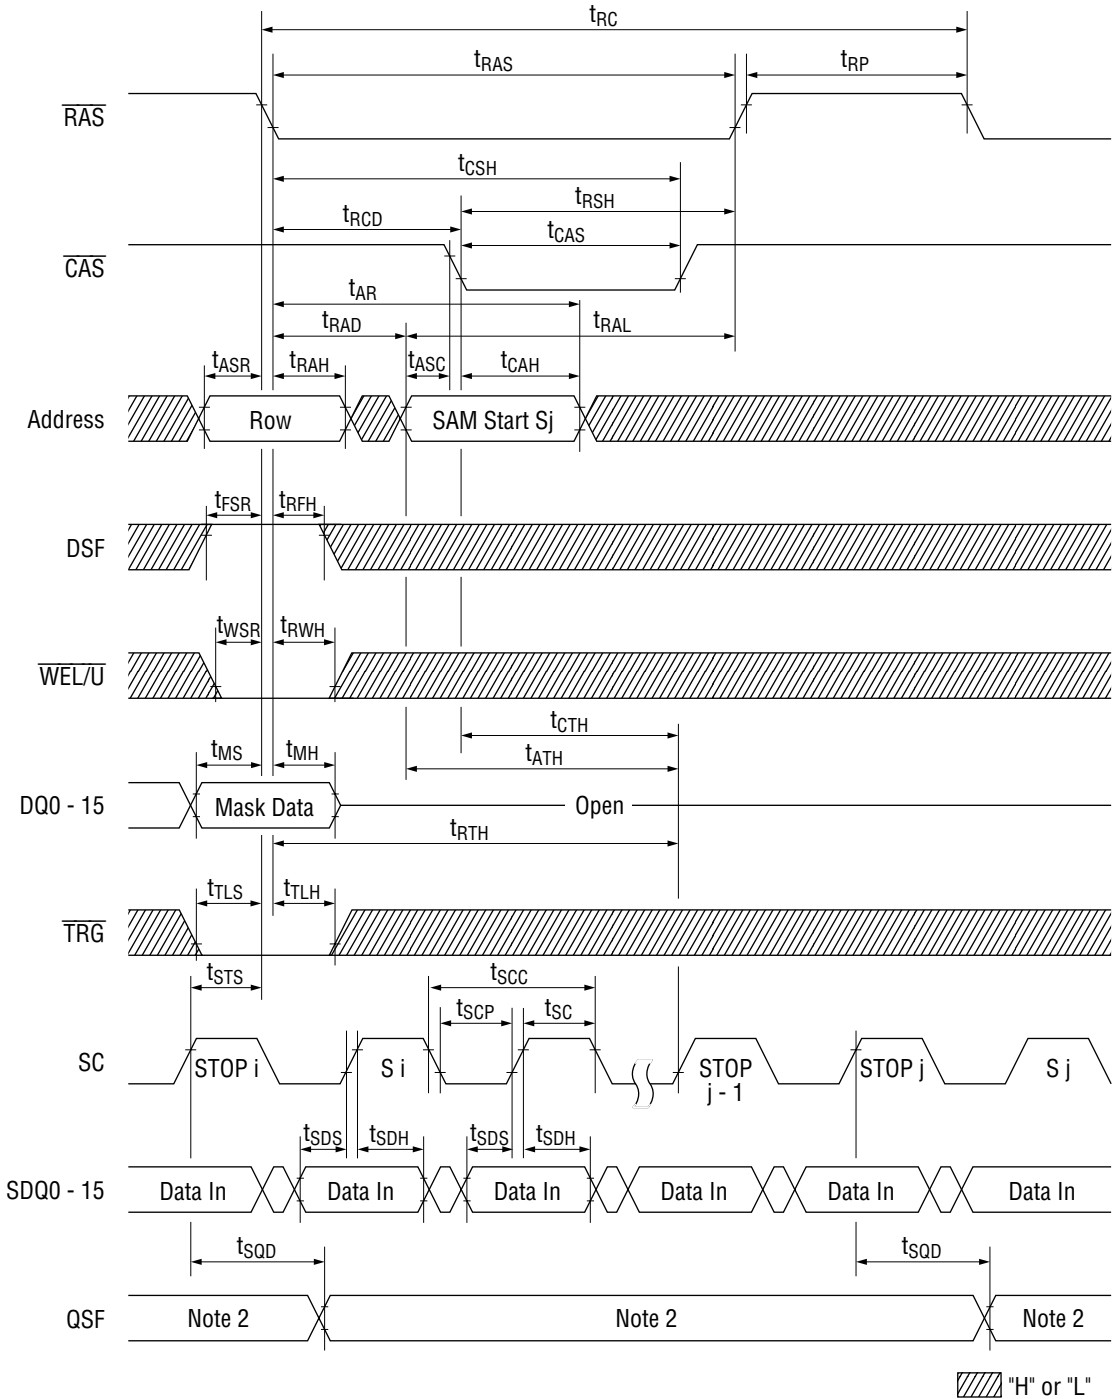 tRC
tRAS tRP
RAS
tCSH
tRSH
tRCD
tCAS
CAS
tAR
tRAD tRAL
tASR tRAH tASC tCAH
Address Row SAM Start Sj
tFSR tRFH
DSF
tWSR tRWH
WEL/U
tCTH
tMS tMH tATH
DQ0 - 15 Mask Data Open
tRTH
tTLS tTLH
TRG
tSTS tSCC
tSCP tSC
SC STOP i S i STOP j - 1 STOP j S j
tSDS tSDH tSDS tSDH
SDQ0 - 15 Data In Data In Data In Data In Data In Data In
tSQD tSQD
QSF Note 2 Note 2 Note 2
"H" or "L"